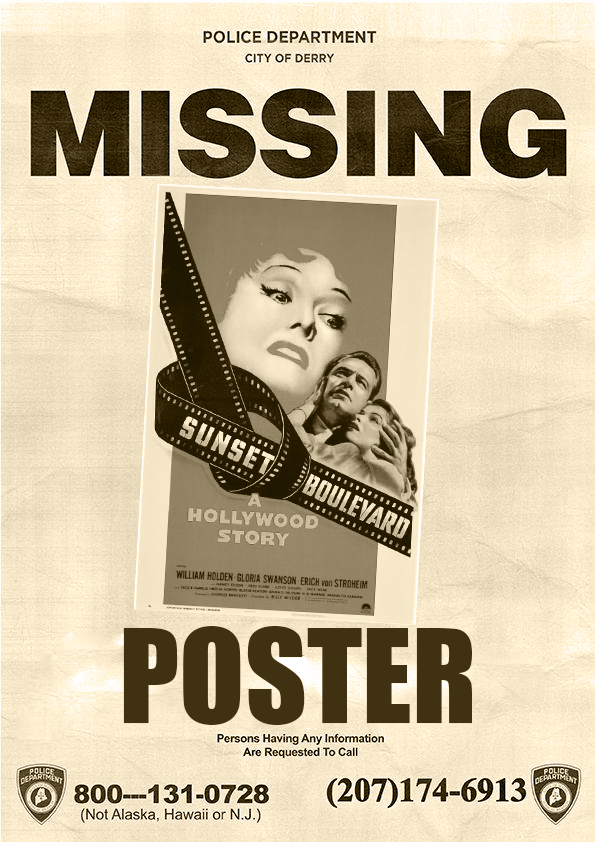 POLICE DEPARTMENT
CITY OF DERRY
MISSING
SUNSET
BOULEVARD
A
HOLLYWOOD
STORY
WILLIAM HOLDEN · GLORIA SWANSON · ERICH von STROHEIM
POSTER
Persons Having Any Information
Are Requested To Call
POLICE
DEPARTMENT
800---131-0728
(Not Alaska, Hawaii or N.J.)
(207)174-6913
POLICE
DEPARTMENT